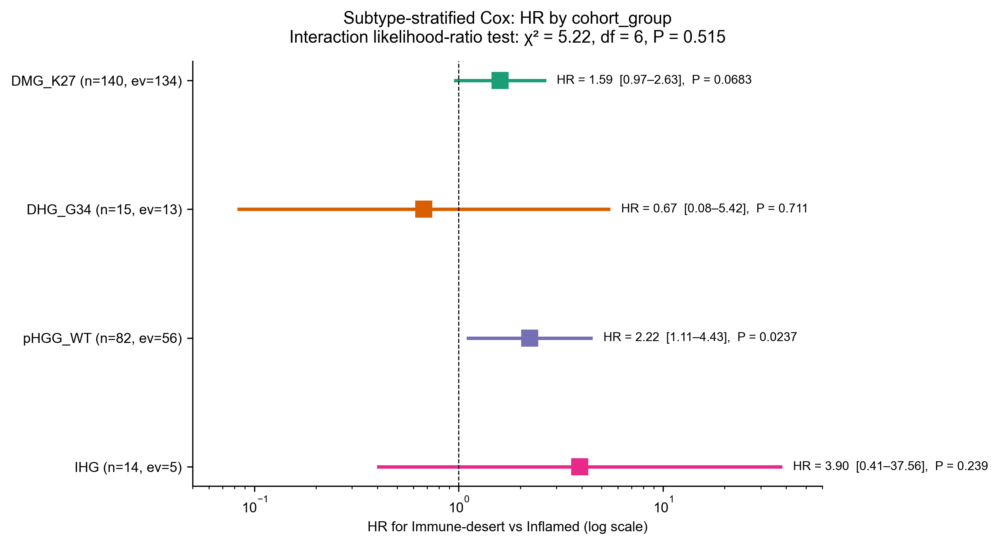 Subtype-stratified Cox: HR by cohort_group
Interaction likelihood-ratio test: χ² = 5.22, df = 6, P = 0.515
DMG_K27 (n=140, ev=134)
HR = 1.59 [0.97–2.63], P = 0.0683
DHG_G34 (n=15, ev=13)
HR = 0.67 [0.08–5.42], P = 0.711
pHGG_WT (n=82, ev=56)
HR = 2.22 [1.11–4.43], P = 0.0237
IHG (n=14, ev=5)
HR = 3.90 [0.41–37.56], P = 0.239
10⁻¹ 10⁰ 10¹
HR for Immune-desert vs Inflamed (log scale)